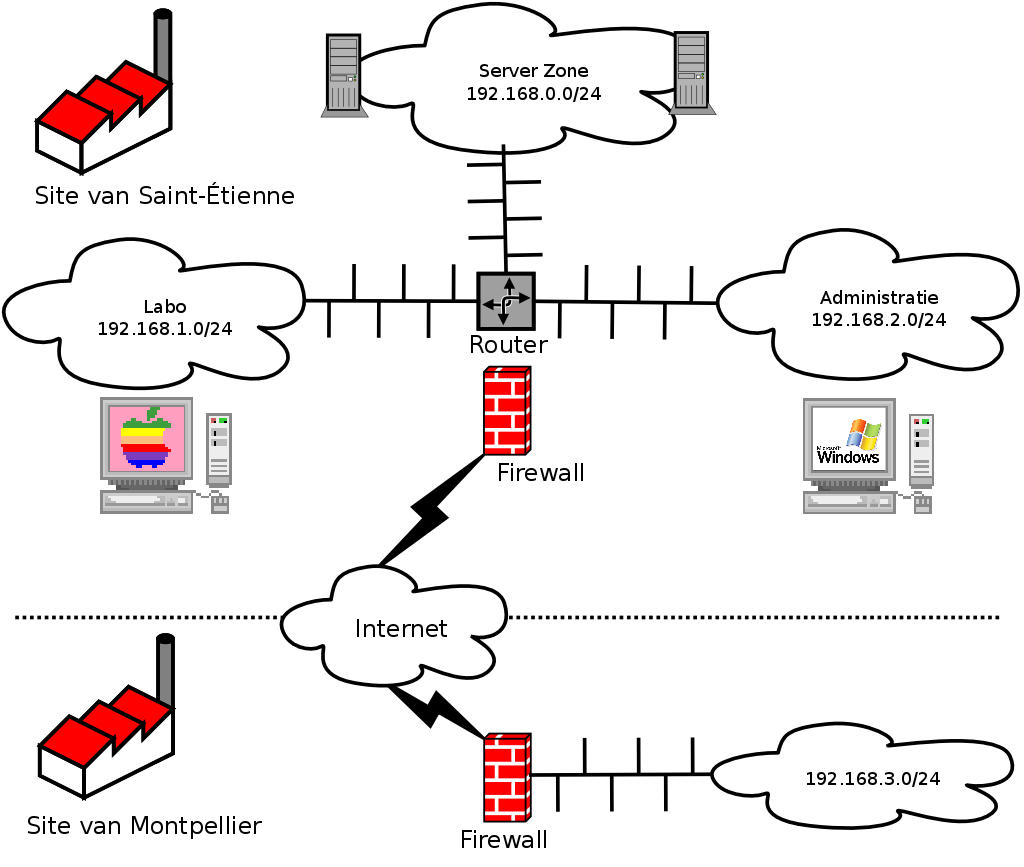 Server Zone
192.168.0.0/24
Site van Saint-Étienne
Labo
192.168.1.0/24
Administratie
192.168.2.0/24
Router
Firewall
Microsoft
Windows
Internet
Site van Montpellier
192.168.3.0/24
Firewall